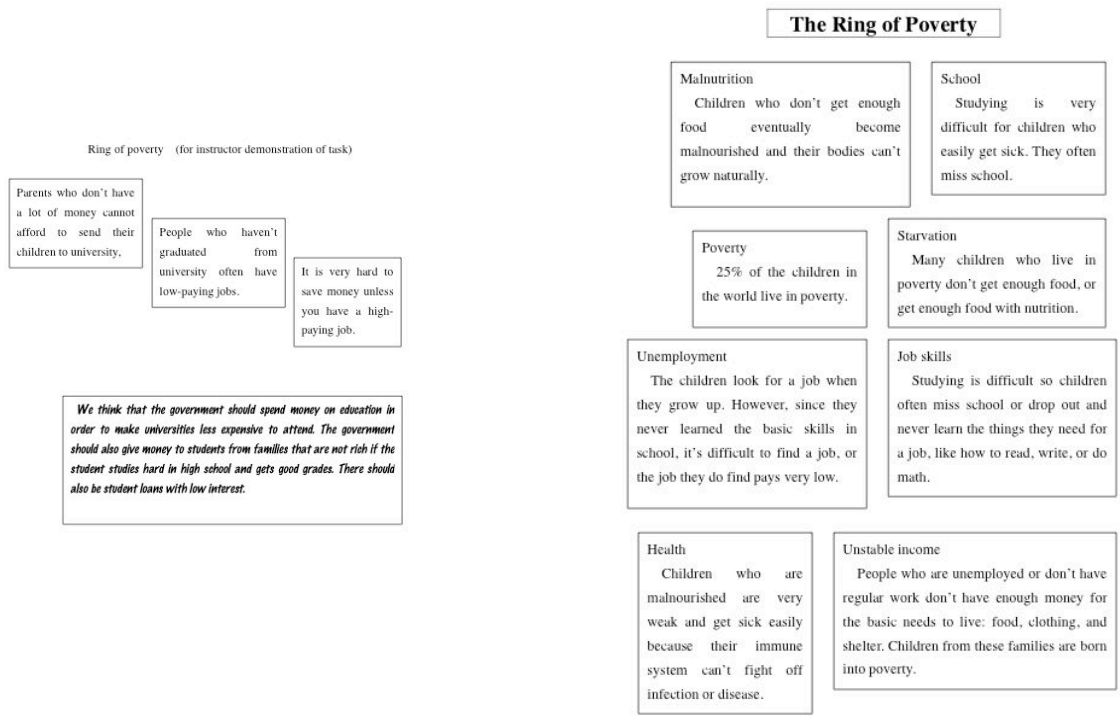 Ring of poverty (for instructor demonstration of task)
Parents who don't have
a lot of money cannot
afford to send their
children to university,
People who haven't
graduated from
university often have
low-paying jobs.
It is very hard to
save money unless
you have a high-
paying job.
We think that the government should spend money on education in
order to make universities less expensive to attend. The government
should also give money to students from families that are not rich if the
student studies hard in high school and gets good grades. There should
also be student loans with low interest.
The Ring of Poverty
Malnutrition
Children who don't get enough
food eventually become
malnourished and their bodies can't
grow naturally.
School
Studying is very
difficult for children who
easily get sick. They often
miss school.
Poverty
25% of the children in
the world live in poverty.
Starvation
Many children who live in
poverty don't get enough food, or
get enough food with nutrition.
Unemployment
The children look for a job when
they grow up. However, since they
never learned the basic skills in
school, it's difficult to find a job, or
the job they do find pays very low.
Job skills
Studying is difficult so children
often miss school or drop out and
never learn the things they need for
a job, like how to read, write, or do
math.
Health
Children who are
malnourished are very
weak and get sick easily
because their immune
system can't fight off
infection or disease.
Unstable income
People who are unemployed or don't have
regular work don't have enough money for
the basic needs to live: food, clothing, and
shelter. Children from these families are born
into poverty.